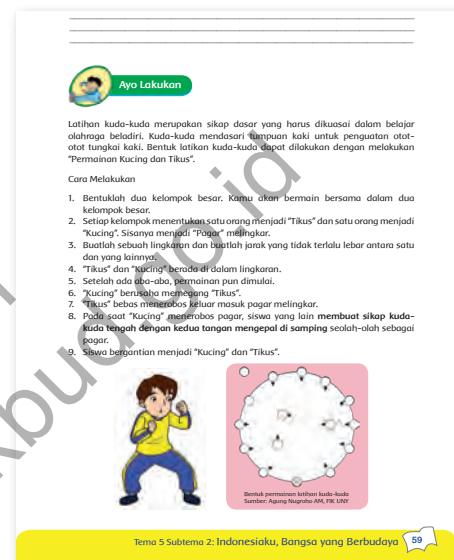 Ayo Lakukan
Latihan kuda-kuda merupakan sikap dasar yang harus dikuasai dalam belajar
olahraga beladiri. Kuda-kuda mendasari tumpuan kaki untuk penguatan otot-
otot tungkai kaki. Bentuk latikan kuda-kuda dapat dilakukan dengan melakukan
"Permainan Kucing dan Tikus".
Cara Melakukan
1. Bentuklah dua kelompok besar. Kamu akan bermain bersama dalam dua
kelompok besar.
2. Setiap kelompok menentukan satu orang menjadi "Tikus" dan satu orang menjadi
"Kucing". Sisanya menjadi "Pagar" melingkar.
3. Buatlah sebuah lingkaran dan buatlah jarak yang tidak terlalu lebar antara satu
dan yang lainnya.
4. "Tikus" dan "Kucing" berada di dalam lingkaran.
5. Setelah ada aba-aba, permainan pun dimulai.
6. "Kucing" berusaha memegang "Tikus".
7. "Tikus" bebas menerobos keluar masuk pagar melingkar.
8. Pada saat "Kucing" menerobos pagar, siswa yang lain membuat sikap kuda-
kuda tengah dengan kedua tangan mengepal di samping seolah-olah sebagai
pagar.
9. Siswa bergantian menjadi "Kucing" dan "Tikus".
Bentuk permainan latihan kuda-kuda
Sumber: Agung Nugroho AM, FIK UNY
Tema 5 Subtema 2: Indonesiaku, Bangsa yang Berbudaya
59
kbud.go.id